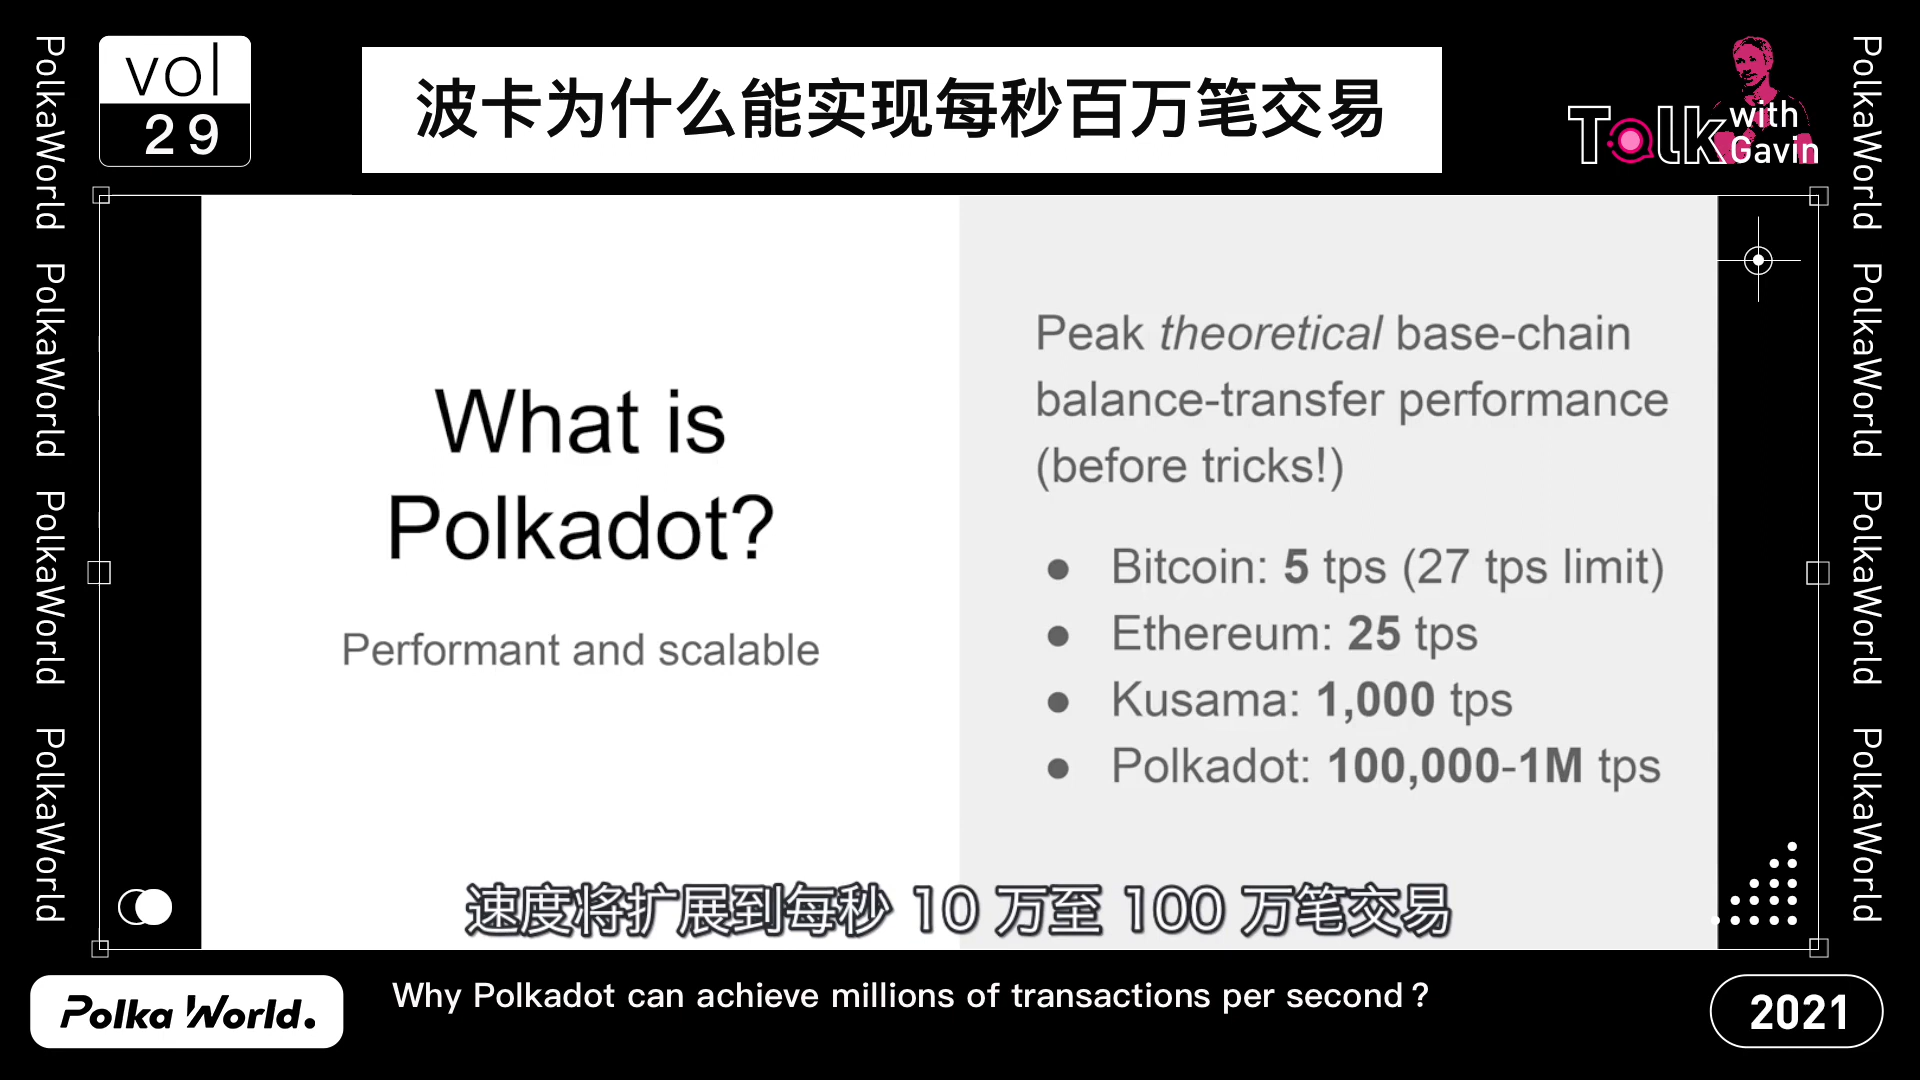 vol
29
波卡为什么能实现每秒百万笔交易
Talk
with
Gavin
PolkaWorld PolkaWorld PolkaWorld PolkaWorld
What is
Polkadot?
Performant and scalable
Peak theoretical base-chain
balance-transfer performance
(before tricks!)
● Bitcoin: 5 tps (27 tps limit)
● Ethereum: 25 tps
● Kusama: 1,000 tps
● Polkadot: 100,000-1M tps
PolkaWorld PolkaWorld PolkaWorld PolkaWorld
速度将扩展到每秒 10 万至 100 万笔交易
Polka World.
Why Polkadot can achieve millions of transactions per second?
2021